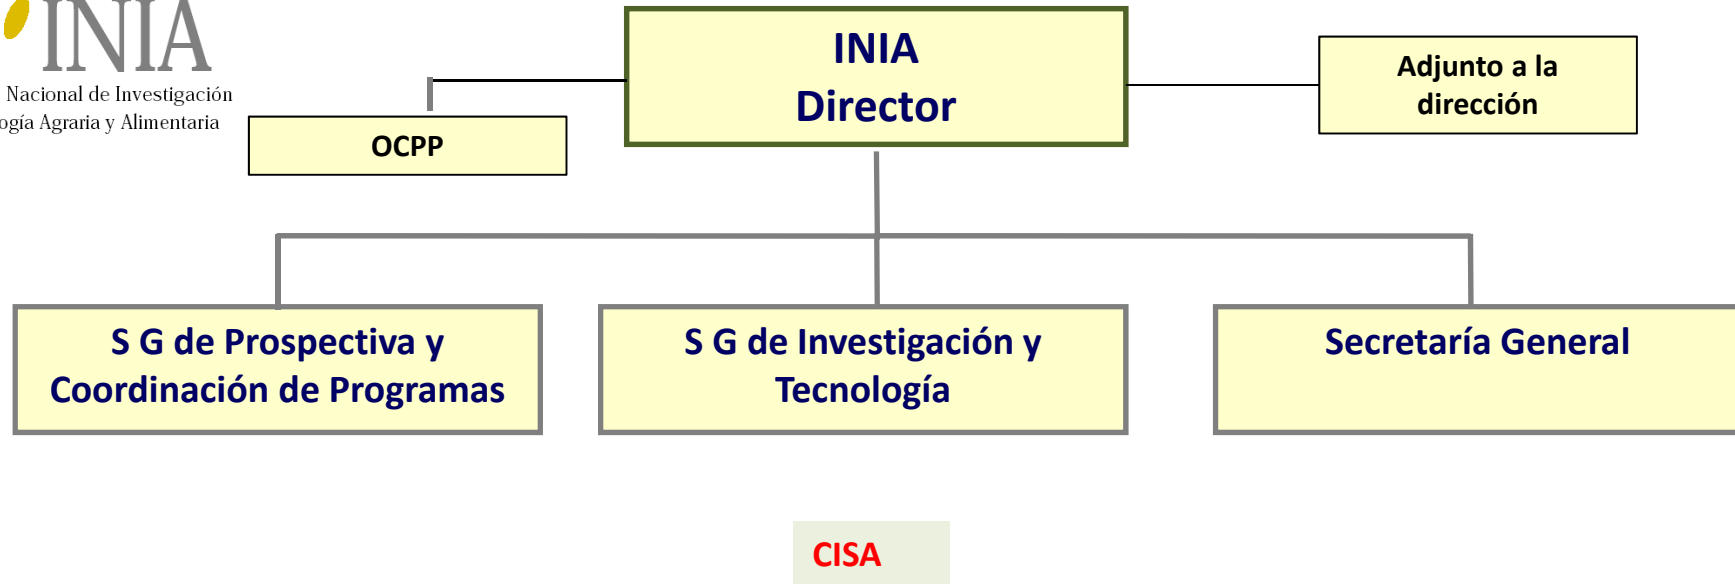 INIA
Nacional de Investigación
ogía Agraria y Alimentaria
INIA
Director
Adjunto a la
dirección
OCPP
S G de Prospectiva y
Coordinación de Programas
S G de Investigación y
Tecnología
Secretaría General
CISA